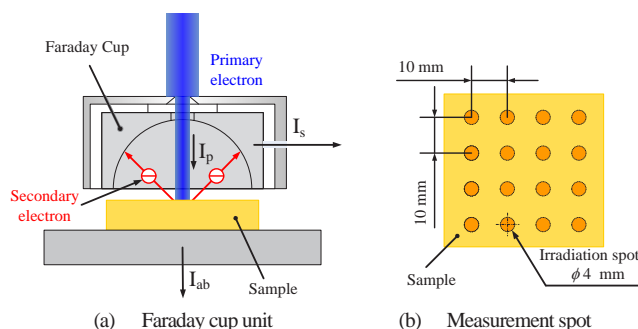 Faraday Cup
Primary
electron
I_s
I_p
Secondary
electron
Sample
I_ab
(a) Faraday cup unit
10 mm
10 mm
Irradiation spot
ϕ4 mm
Sample
(b) Measurement spot